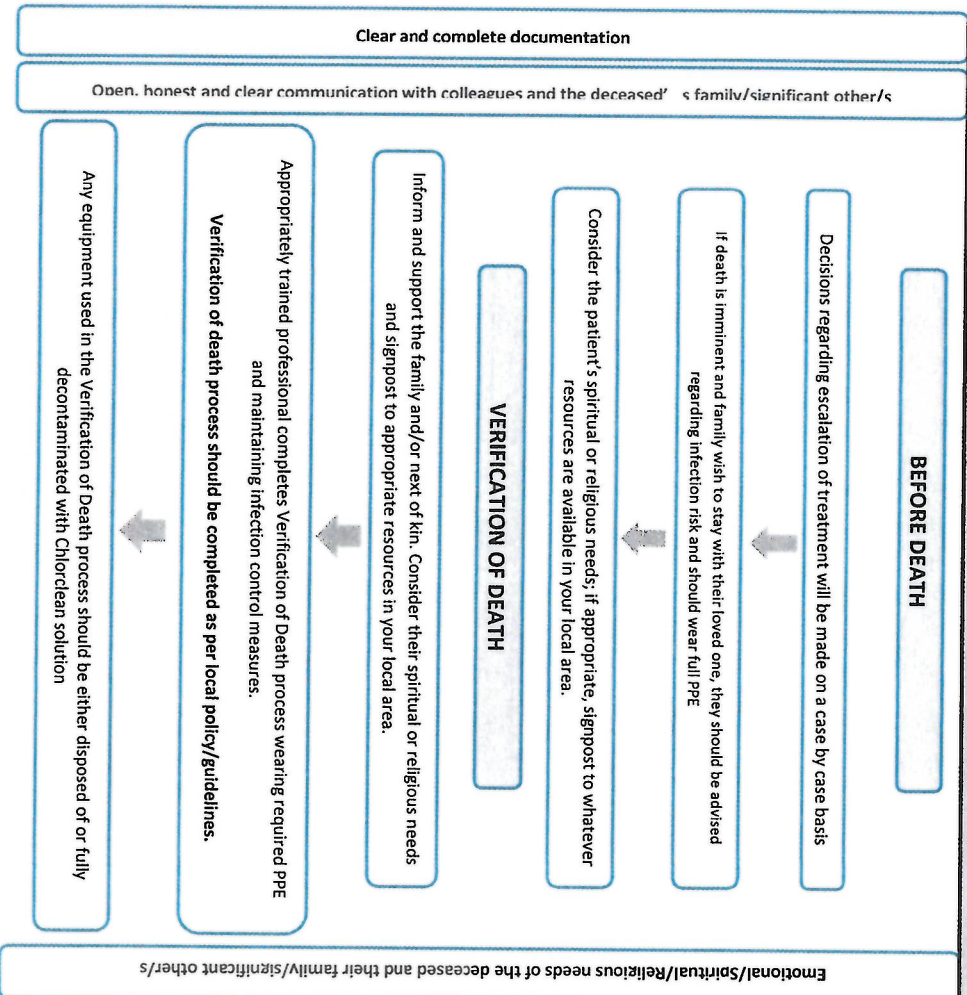 Clear and complete documentation
Open, honest and clear communication with colleagues and the deceased' s family/significant other/s
BEFORE DEATH
Decisions regarding escalation of treatment will be made on a case by case basis
If death is imminent and family wish to stay with their loved one, they should be advised
regarding infection risk and should wear full PPE
Consider the patient's spiritual or religious needs; if appropriate, signpost to whatever
resources are available in your local area.
VERIFICATION OF DEATH
Inform and support the family and/or next of kin. Consider their spiritual or religious needs
and signpost to appropriate resources in your local area.
Appropriately trained professional completes Verification of Death process wearing required PPE
and maintaining infection control measures.
Verification of death process should be completed as per local policy/guidelines.
Any equipment used in the Verification of Death process should be either disposed of or fully
decontaminated with Chlorclean solution
Emotional/Spiritual/Religious needs of the deceased and their family/significant other/s